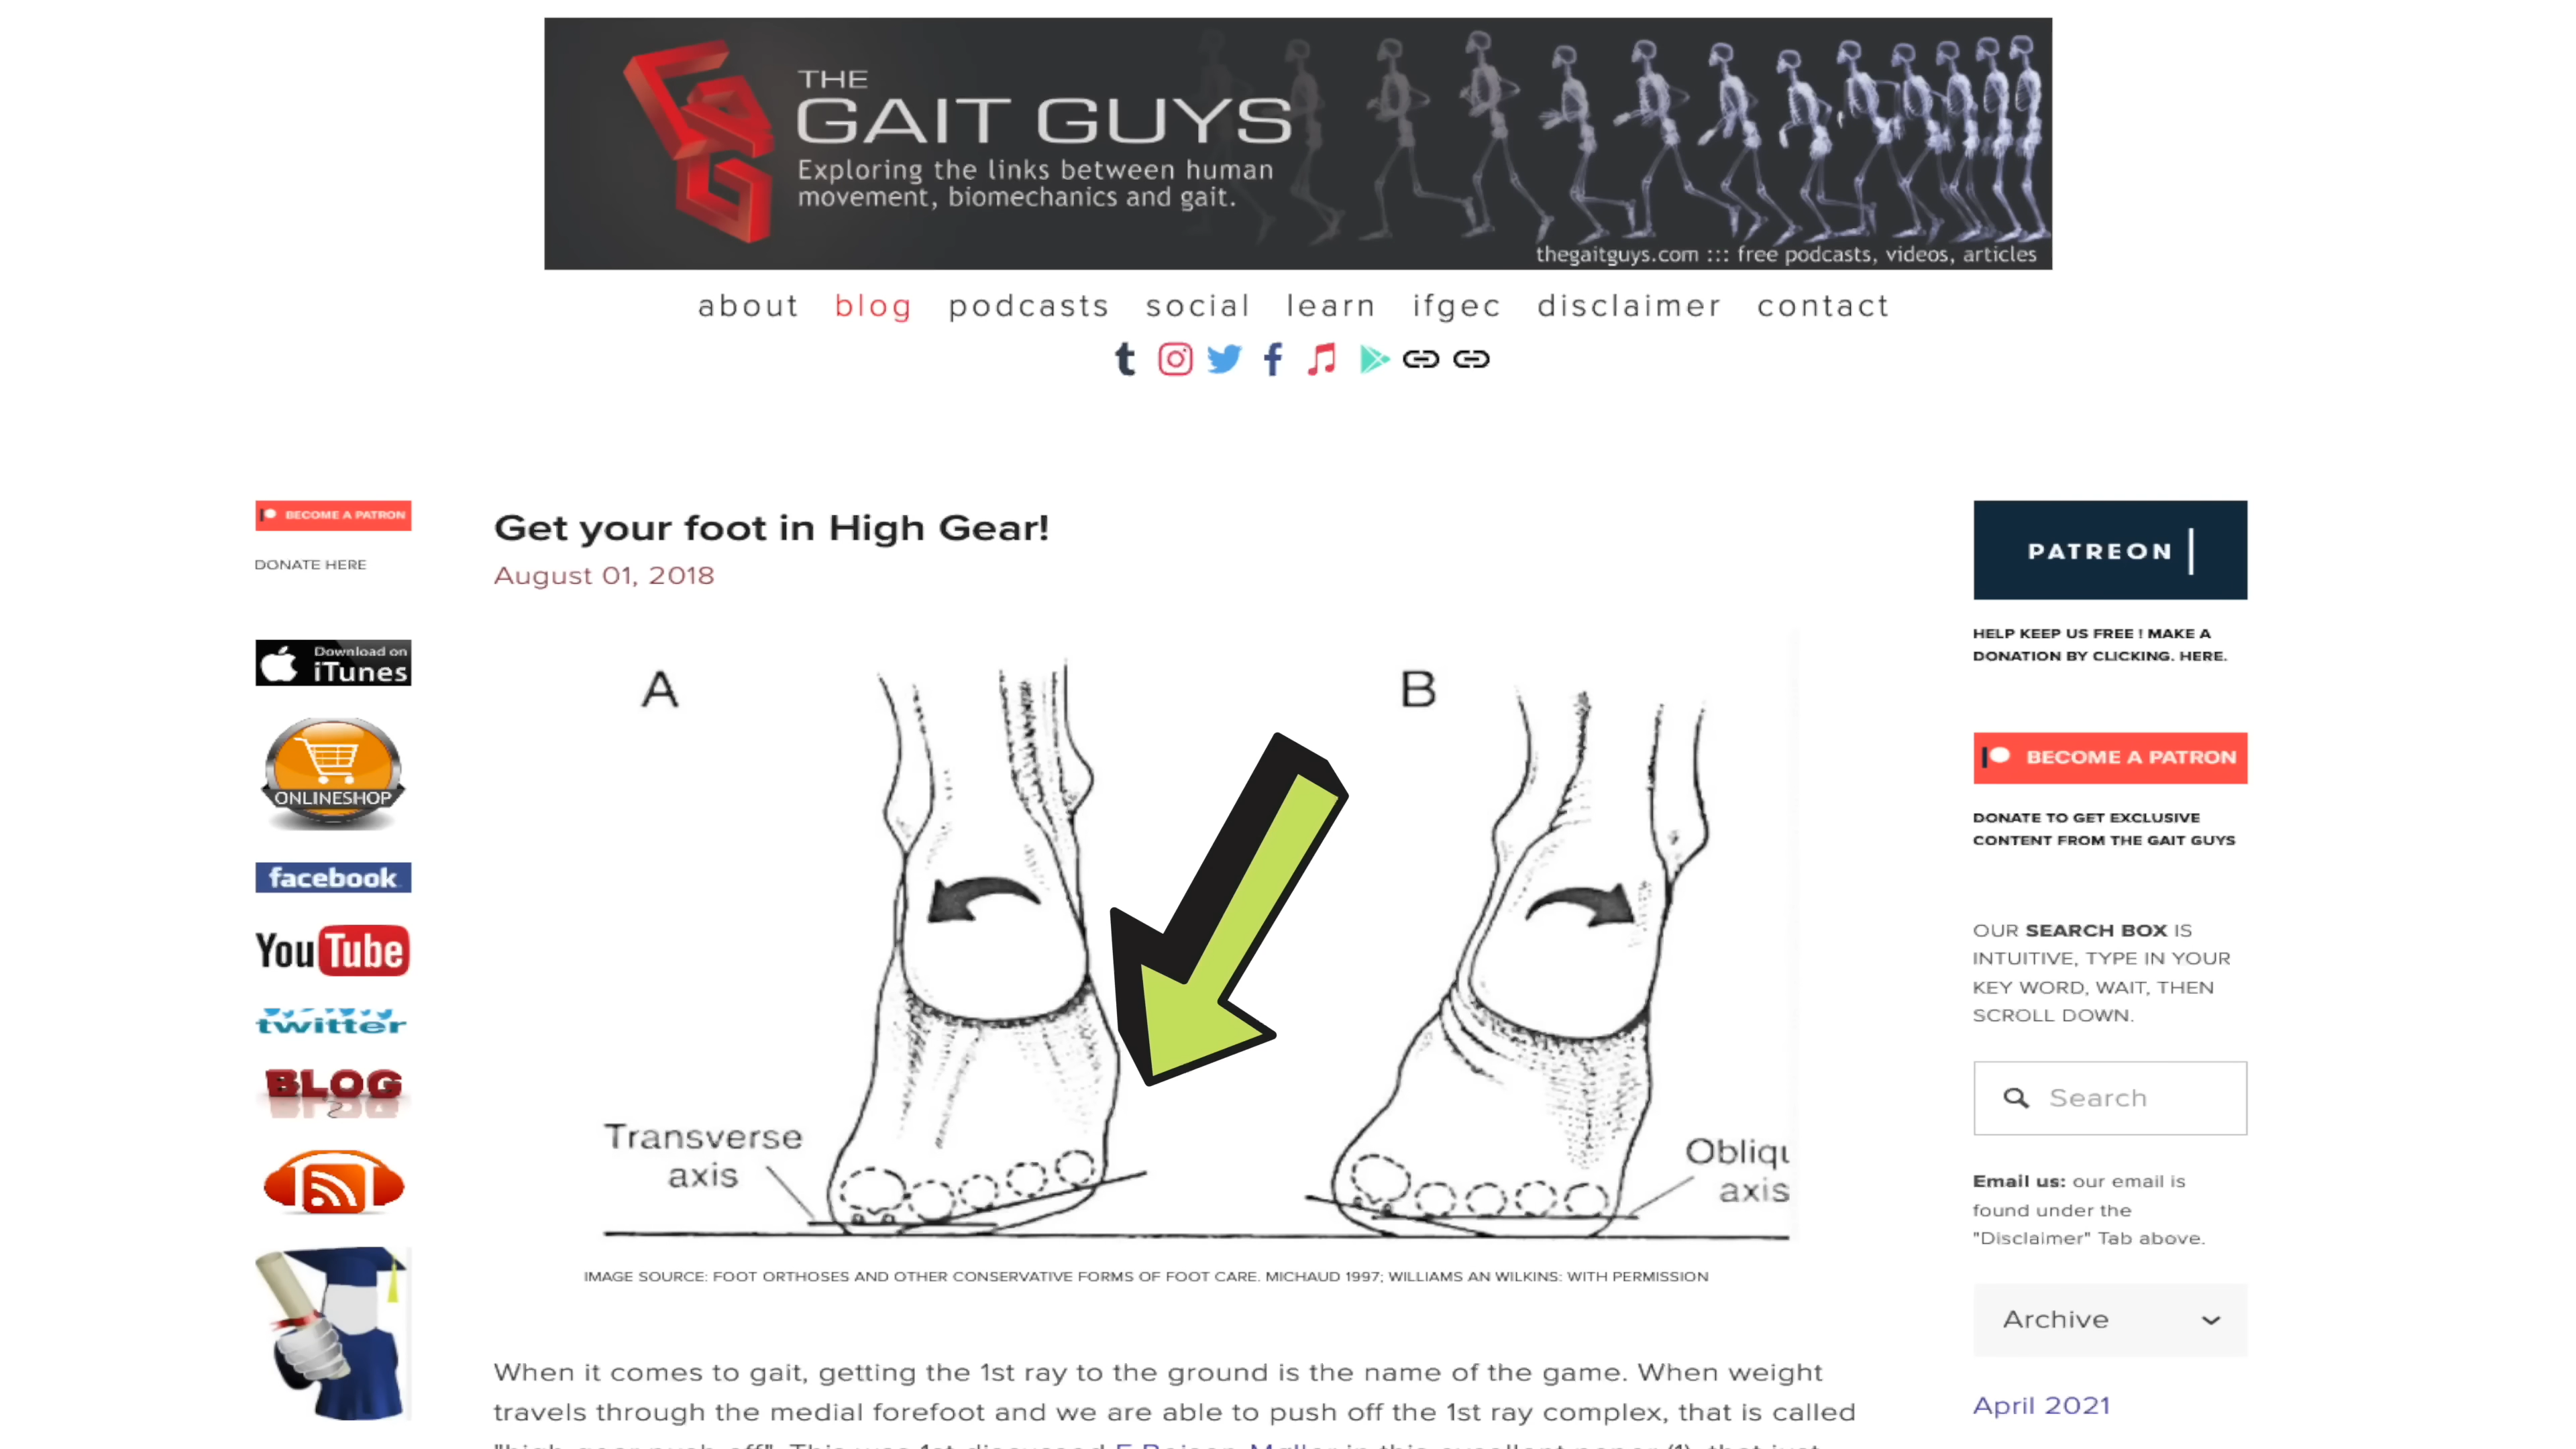 THE
GAIT GUYS
Exploring the links between human
movement, biomechanics and gait.
thegaitguys.com ::: free podcasts, videos, articles
about blog podcasts social learn ifgec disclaimer contact
BECOME A PATRON
DONATE HERE
Download on
iTunes
ONLINESHOP
facebook
YouTube
twitter
BLOG
Get your foot in High Gear!
August 01, 2018
A
B
Transverse
axis
Obliqu
axis
IMAGE SOURCE: FOOT ORTHOSES AND OTHER CONSERVATIVE FORMS OF FOOT CARE. MICHAUD 1997; WILLIAMS AN WILKINS: WITH PERMISSION
When it comes to gait, getting the 1st ray to the ground is the name of the game. When weight
travels through the medial forefoot and we are able to push off the 1st ray complex, that is called
PATREON
HELP KEEP US FREE ! MAKE A
DONATION BY CLICKING. HERE.
BECOME A PATRON
DONATE TO GET EXCLUSIVE
CONTENT FROM THE GAIT GUYS
OUR SEARCH BOX IS
INTUITIVE, TYPE IN YOUR
KEY WORD, WAIT, THEN
SCROLL DOWN.
Search
Email us: our email is
found under the
"Disclaimer" Tab above.
Archive
April 2021